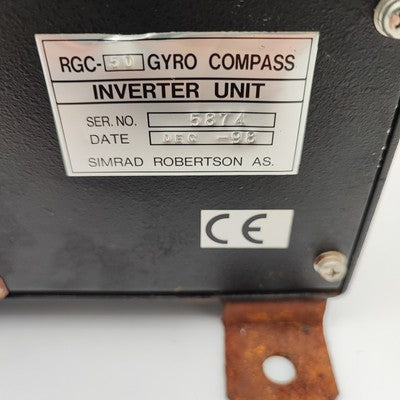 RGC-50 GYRO COMPASS
INVERTER UNIT
SER. NO. 5874
DATE DEC -98
SIMRAD ROBERTSON AS.
CE